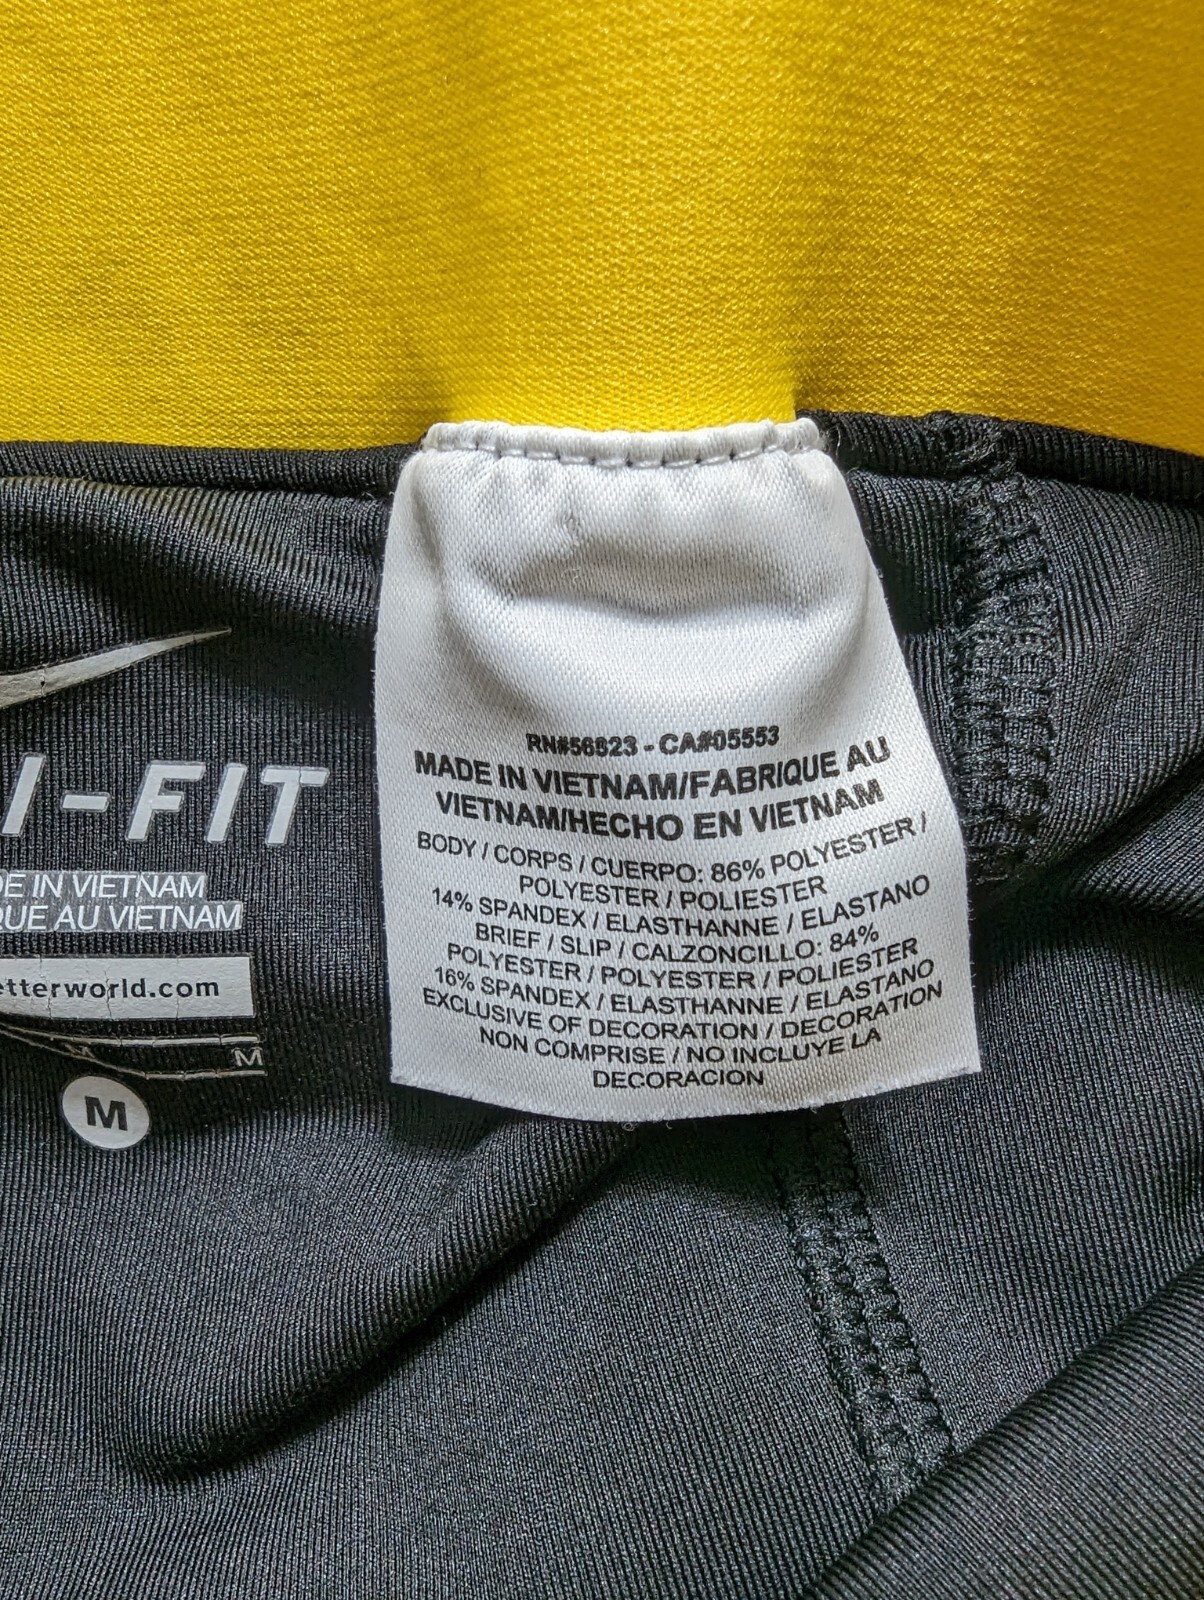 I-FIT
DE IN VIETNAM
QUE AU VIETNAM
etterworld.com
M
M
RN#56323 - CA#05553
MADE IN VIETNAM/FABRIQUE AU
VIETNAM/HECHO EN VIETNAM
BODY / CORPS / CUERPO: 86% POLYESTER /
POLYESTER / POLIESTER
14% SPANDEX / ELASTHANNE / ELASTANO
BRIEF / SLIP / CALZONCILLO: 84%
POLYESTER / POLYESTER / POLIESTER
16% SPANDEX / ELASTHANNE / ELASTANO
EXCLUSIVE OF DECORATION / DECORATION
NON COMPRISE / NO INCLUYE LA
DECORACION